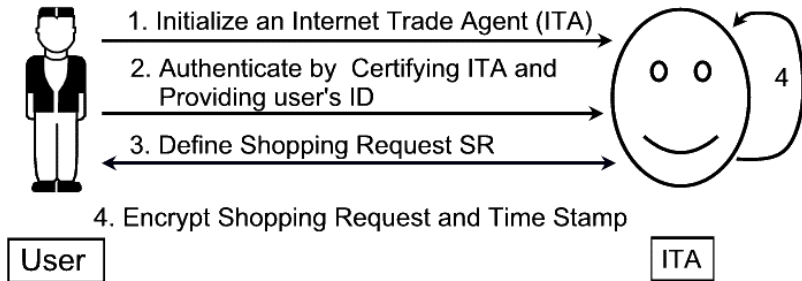 1. Initialize an Internet Trade Agent (ITA)
2. Authenticate by Certifying ITA and
Providing user's ID
4
3. Define Shopping Request SR
4. Encrypt Shopping Request and Time Stamp
User
ITA